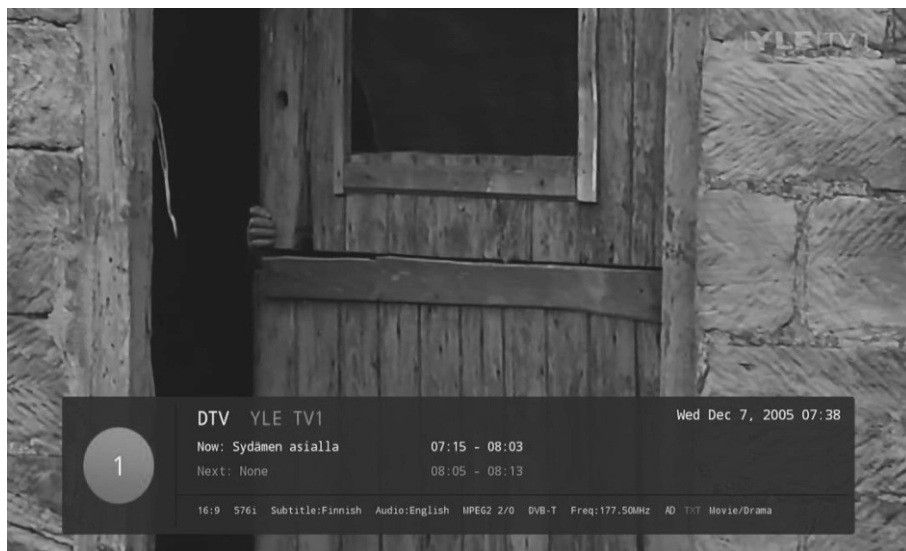 YLE TV1
DTV YLE TV1 Wed Dec 7, 2005 07:38
Now: Sydämen asialla 07:15 - 08:03
Next: None 08:05 - 08:13
1
16:9 576i Subtitle:Finnish Audio:English MPEG2 2/0 DVB-T Freq:177.50MHz AD TXT Movie/Drama